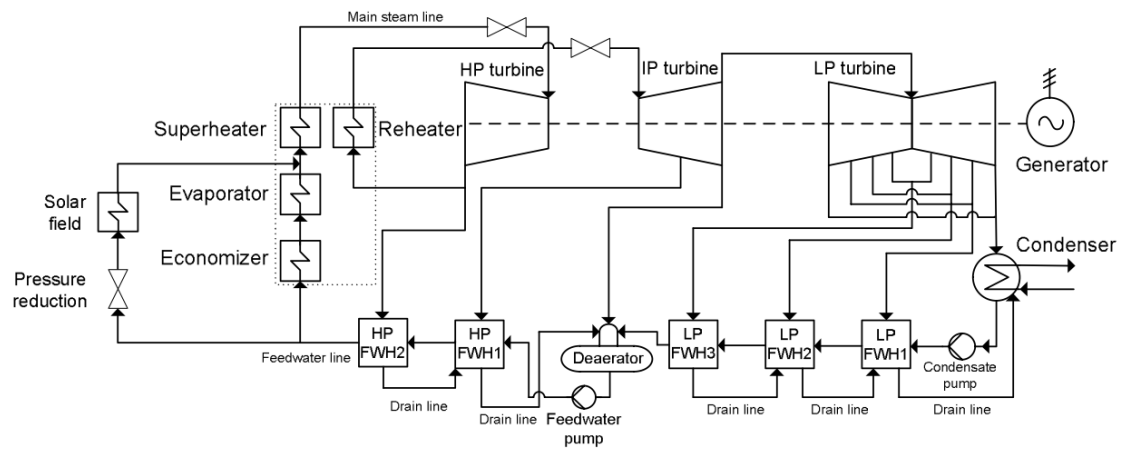 Main steam line
HP turbine
IP turbine
LP turbine
Superheater
Reheater
Generator
Evaporator
Solar
field
Economizer
Condenser
Pressure
reduction
HP
FWH2
HP
FWH1
Deaerator
LP
FWH3
LP
FWH2
LP
FWH1
Feedwater line
Condensate
pump
Drain line
Drain line
Feedwater
pump
Drain line
Drain line
Drain line